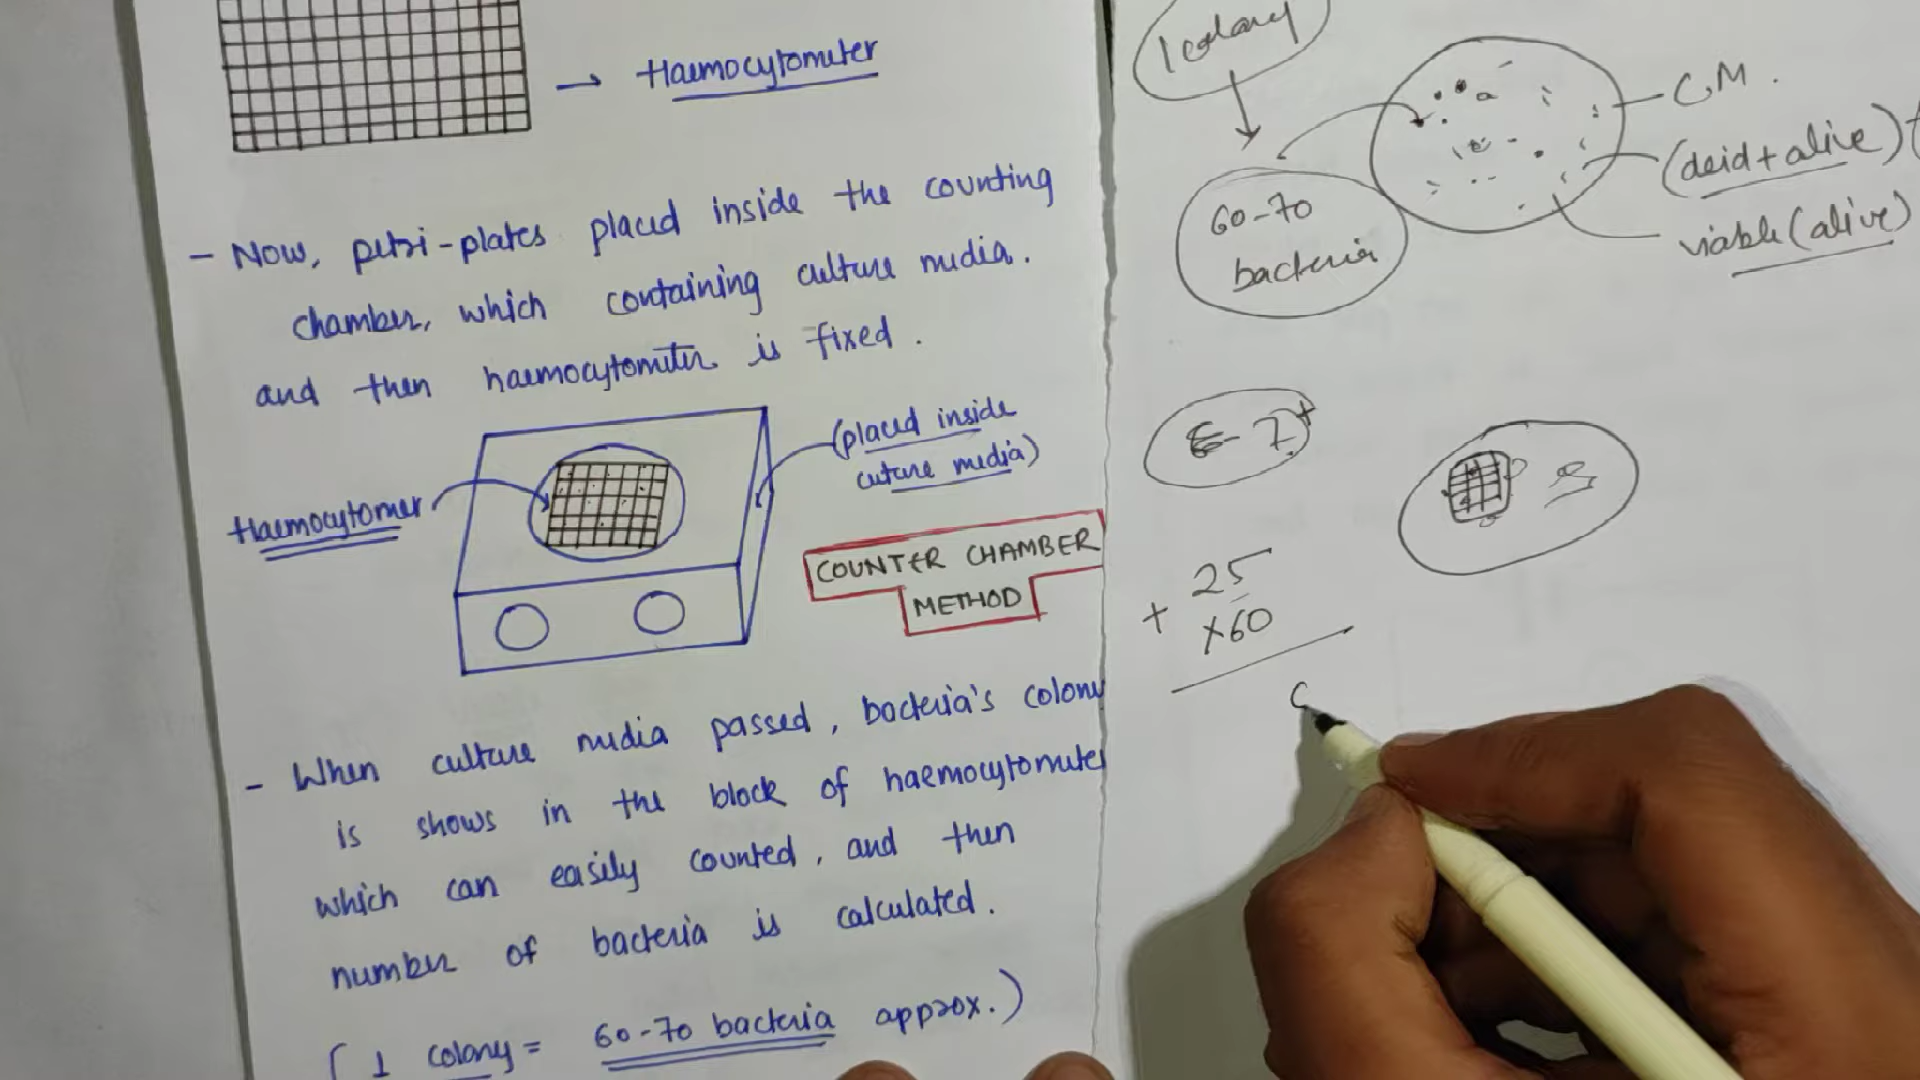 → Haemocytometer
- Now, petri-plates placed inside the counting
chamber, which containing culture media.
and then haemocytometer is fixed.
(placed inside
cuture media)
Haemocytomer
COUNTER CHAMBER
METHOD
- When culture media passed, bacteria's colony
is shows in the block of haemocytometer
which can easily counted, and then
number of bacteria is calculated.
( 1 colony = 60-70 bacteria approx.)
1 colony
60-70
bacteria
C.M.
(deid + alive)
viable (alive)
25
+ ×60